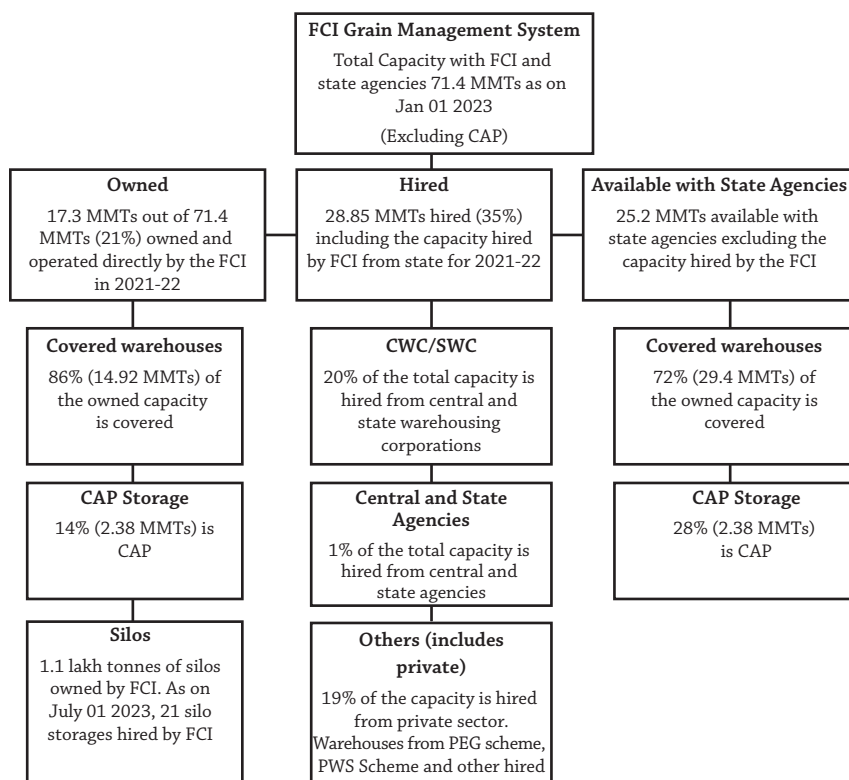 FCI Grain Management System
Total Capacity with FCI and
state agencies 71.4 MMTs as on
Jan 01 2023
(Excluding CAP)
Owned
17.3 MMTs out of 71.4
MMTs (21%) owned and
operated directly by the FCI
in 2021-22
Hired
28.85 MMTs hired (35%)
including the capacity hired
by FCI from state for 2021-22
Available with State Agencies
25.2 MMTs available with
state agencies excluding the
capacity hired by the FCI
Covered warehouses
86% (14.92 MMTs) of
the owned capacity
is covered
CWC/SWC
20% of the total capacity is
hired from central and
state warehousing
corporations
Covered warehouses
72% (29.4 MMTs) of
the owned capacity is
covered
CAP Storage
14% (2.38 MMTs) is
CAP
Central and State
Agencies
1% of the total capacity is
hired from central and
state agencies
CAP Storage
28% (2.38 MMTs)
is CAP
Silos
1.1 lakh tonnes of silos
owned by FCI. As on
July 01 2023, 21 silo
storages hired by FCI
Others (includes
private)
19% of the capacity is hired
from private sector.
Warehouses from PEG scheme,
PWS Scheme and other hired